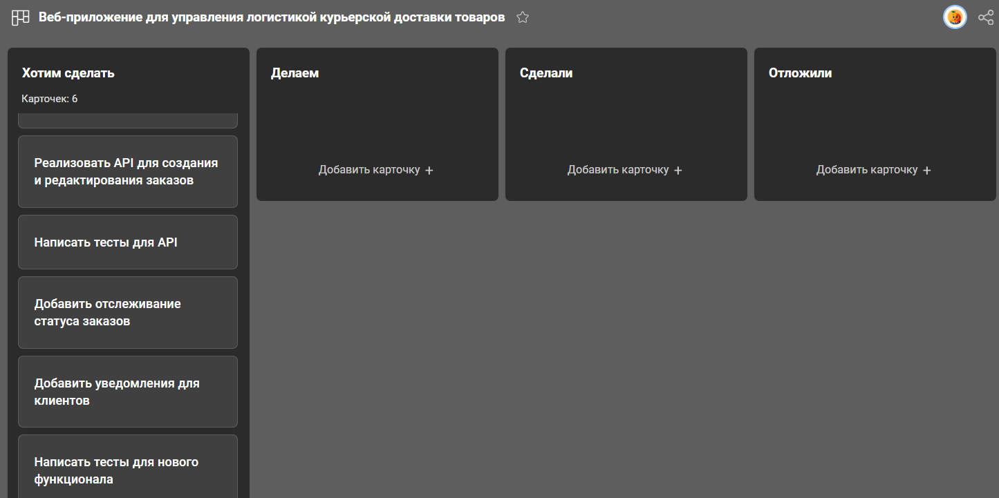 Веб-приложение для управления логистикой курьерской доставки товаров
Хотим сделать
Карточек: 6
Реализовать API для создания
и редактирования заказов
Написать тесты для API
Добавить отслеживание
статуса заказов
Добавить уведомления для
клиентов
Написать тесты для нового
функционала
Делаем
Добавить карточку +
Сделали
Добавить карточку +
Отложили
Добавить карточку +